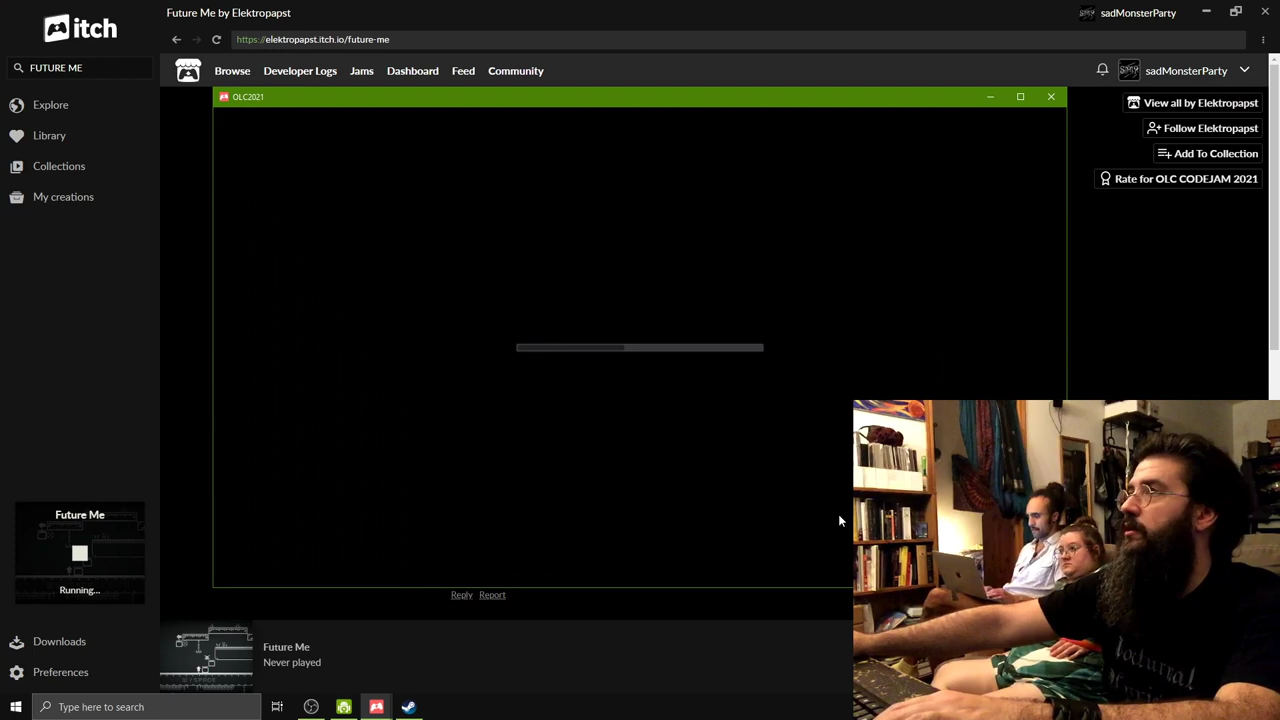 itch
Future Me by Elektropapst
sadMonsterParty
https://elektropapst.itch.io/future-me
FUTURE ME
Browse
Developer Logs
Jams
Dashboard
Feed
Community
sadMonsterParty
Explore
Library
Collections
My creations
OLC2021
View all by Elektropapst
Follow Elektropapst
Add To Collection
Rate for OLC CODEJAM 2021
Future Me
Running...
Reply
Report
Future Me
Never played
Downloads
Preferences
Type here to search